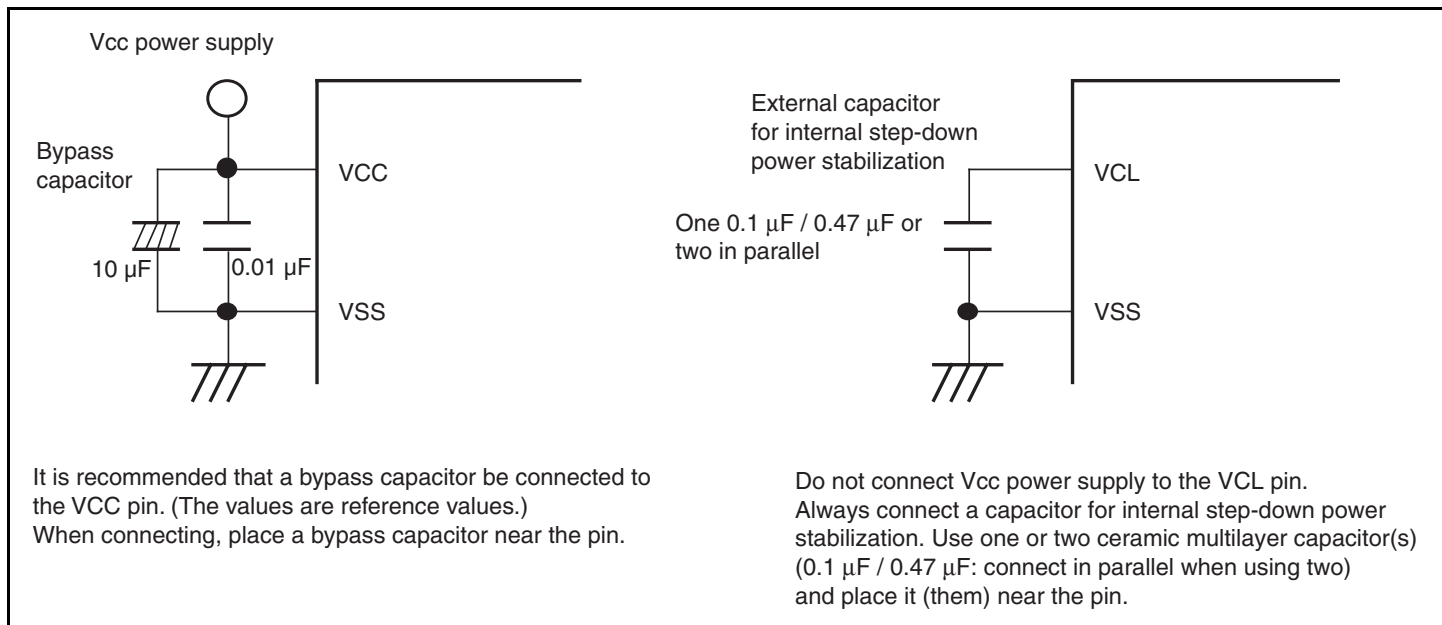 Vcc power supply
Bypass
capacitor
VCC
10 µF
0.01 µF
VSS
It is recommended that a bypass capacitor be connected to
the VCC pin. (The values are reference values.)
When connecting, place a bypass capacitor near the pin.
External capacitor
for internal step-down
power stabilization
VCL
One 0.1 µF / 0.47 µF or
two in parallel
VSS
Do not connect Vcc power supply to the VCL pin.
Always connect a capacitor for internal step-down power
stabilization. Use one or two ceramic multilayer capacitor(s)
(0.1 µF / 0.47 µF: connect in parallel when using two)
and place it (them) near the pin.